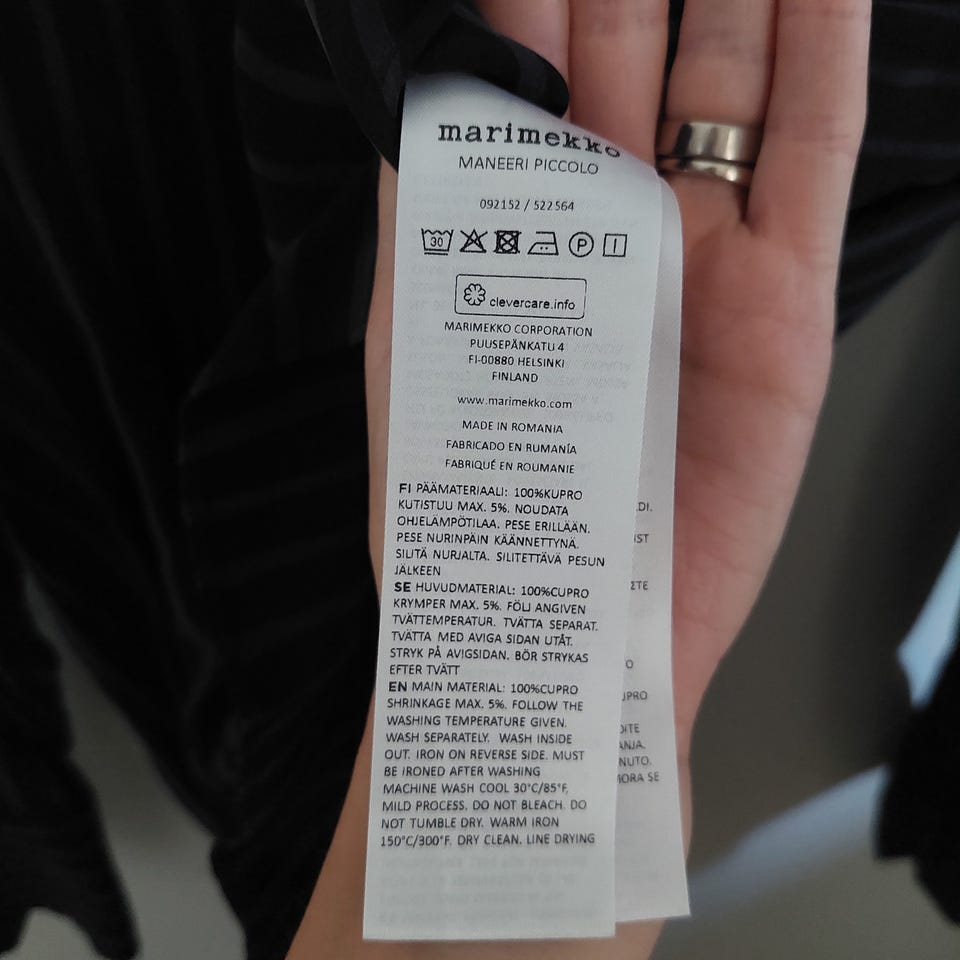 marimekko
MANEERI PICCOLO
092152 / 522564
30 P
clevercare.info
MARIMEKKO CORPORATION
PUUSEPÄNKATU 4
FI-00880 HELSINKI
FINLAND
www.marimekko.com
MADE IN ROMANIA
FABRICADO EN RUMANÍA
FABRIQUÉ EN ROUMANIE
FI PÄÄMATERIAALI: 100%KUPRO
KUTISTUU MAX. 5%. NOUDATA
OHJELÄMPÖTILAA. PESE ERILLÄÄN.
PESE NURINPÄIN KÄÄNNETTYNÄ.
SILITÄ NURJALTA. SILITETTÄVÄ PESUN
JÄLKEEN
SE HUVUDMATERIAL: 100%CUPRO
KRYMPER MAX. 5%. FÖLJ ANGIVEN
TVÄTTEMPERATUR. TVÄTTA SEPARAT.
TVÄTTA MED AVIGA SIDAN UTÅT.
STRYK PÅ AVIGSIDAN. BÖR STRYKAS
EFTER TVÄTT
EN MAIN MATERIAL: 100%CUPRO
SHRINKAGE MAX. 5%. FOLLOW THE
WASHING TEMPERATURE GIVEN.
WASH SEPARATELY. WASH INSIDE
OUT. IRON ON REVERSE SIDE. MUST
BE IRONED AFTER WASHING
MACHINE WASH COOL 30°C/85°F,
MILD PROCESS. DO NOT BLEACH. DO
NOT TUMBLE DRY. WARM IRON
150°C/300°F. DRY CLEAN. LINE DRYING